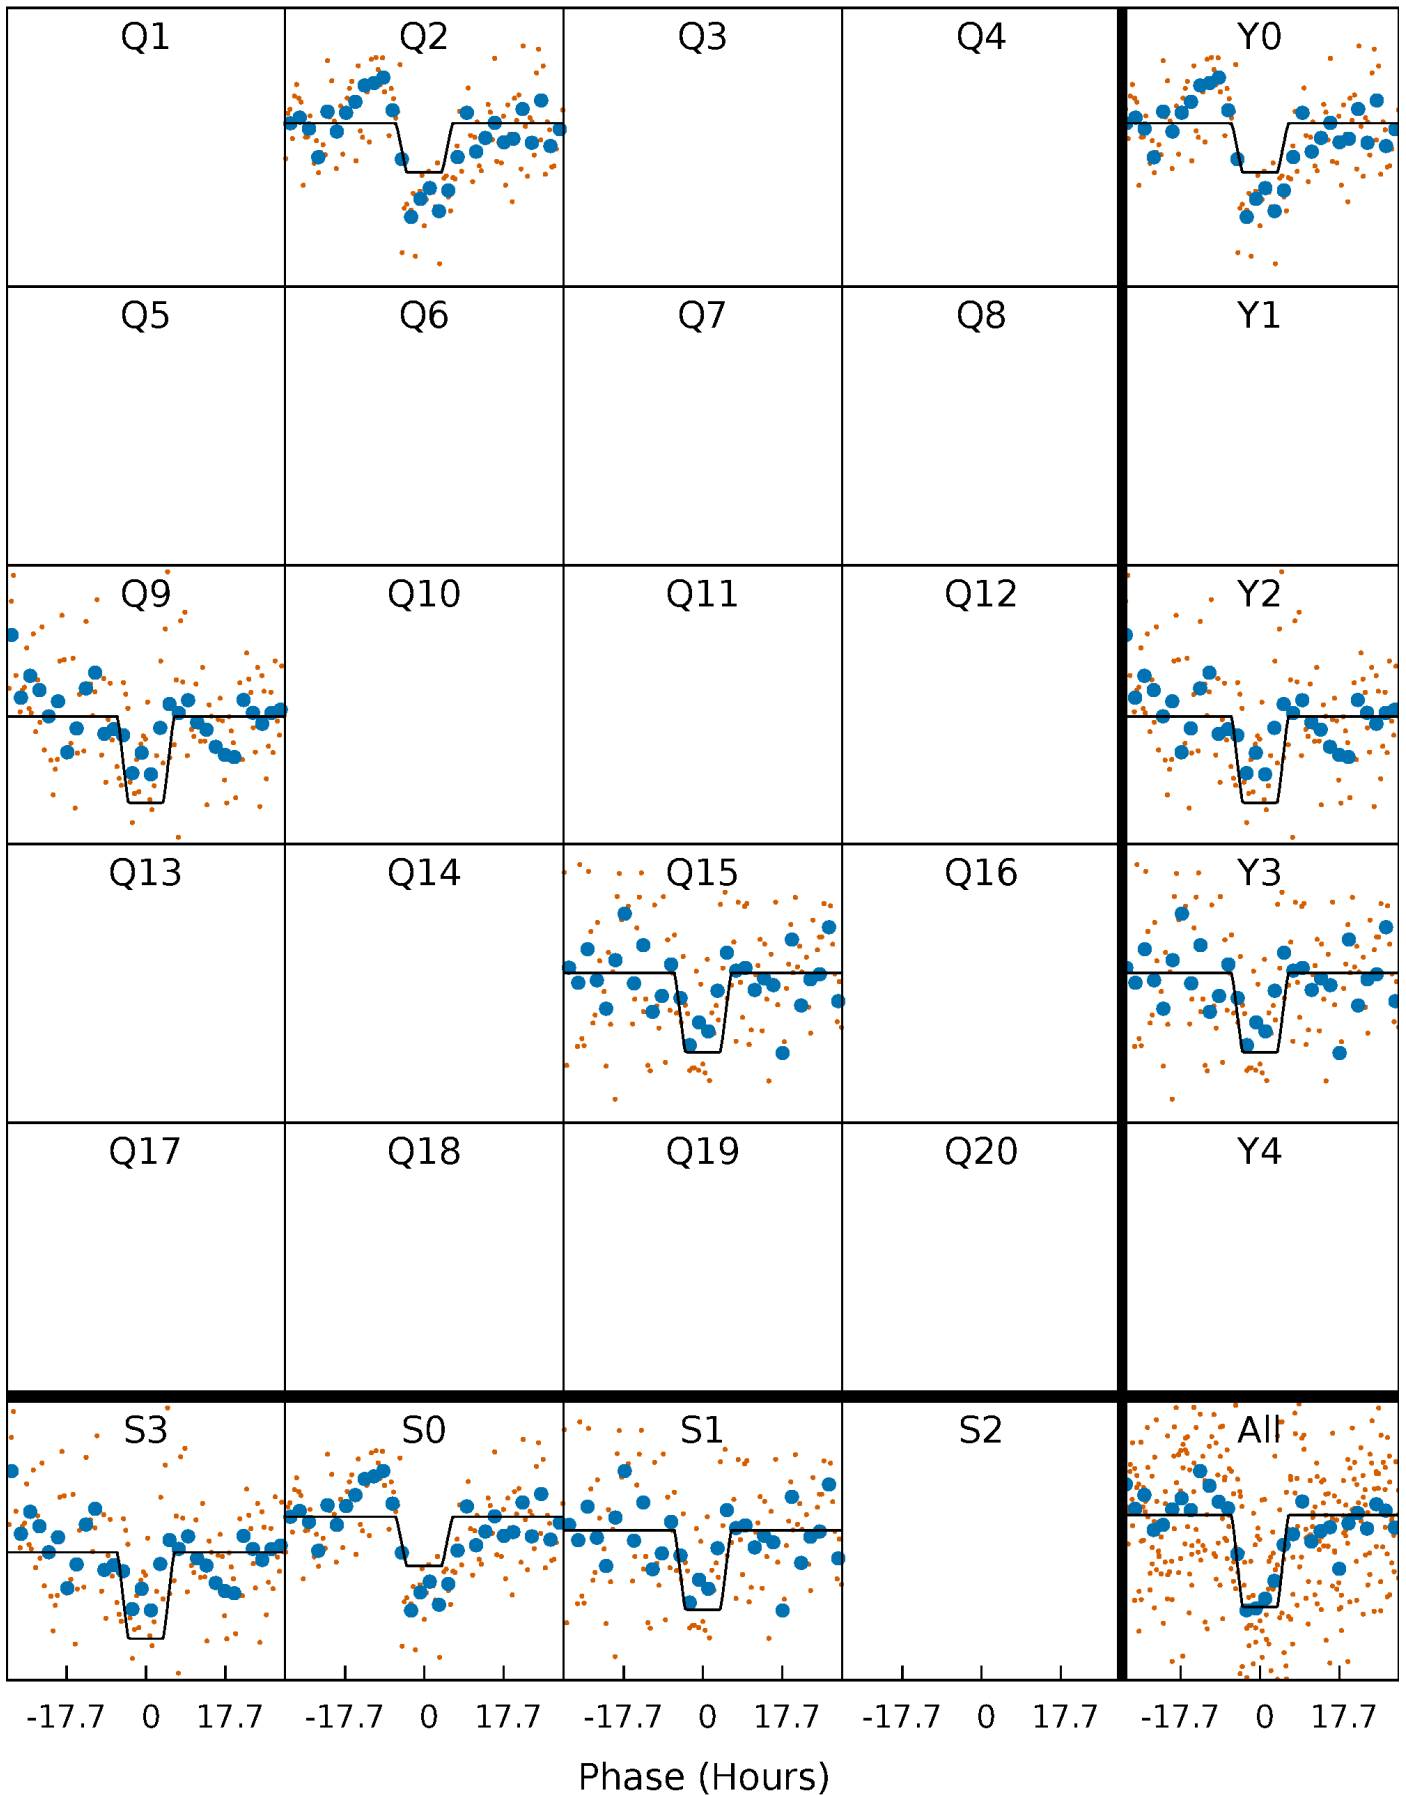 Q1 Q2 Q3 Q4 Y0
Q5 Q6 Q7 Q8 Y1
Q9 Q10 Q11 Q12 Y2
Q13 Q14 Q15 Q16 Y3
Q17 Q18 Q19 Q20 Y4
S3 S0 S1 S2 All
-17.7 0 17.7 -17.7 0 17.7 -17.7 0 17.7 -17.7 0 17.7 -17.7 0 17.7
Phase (Hours)